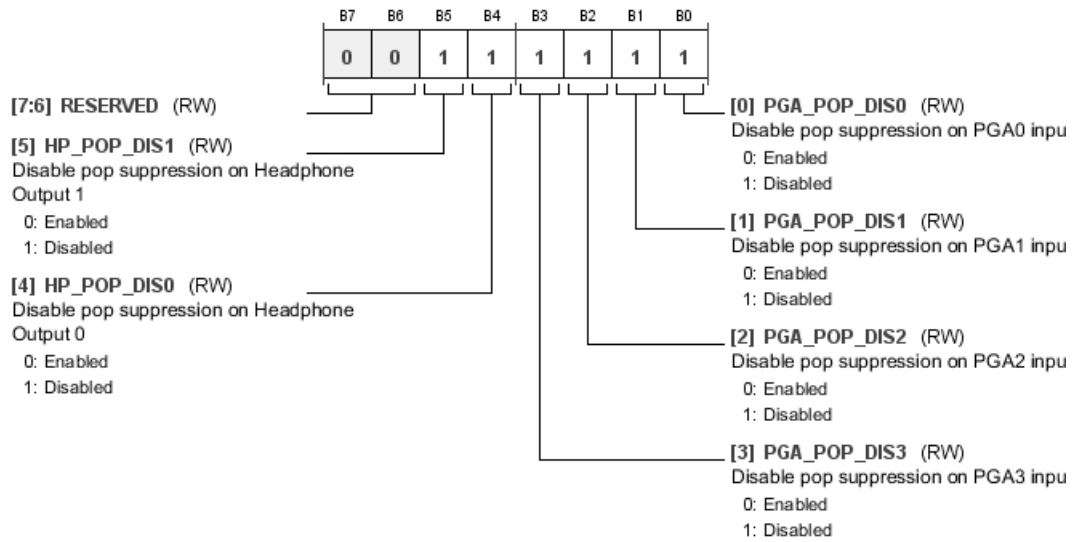 B7 B6 B5 B4 B3 B2 B1 B0
0 0 1 1 1 1 1 1
[7:6] RESERVED (RW)
[5] HP_POP_DIS1 (RW)
Disable pop suppression on Headphone
Output 1
0: Enabled
1: Disabled
[4] HP_POP_DIS0 (RW)
Disable pop suppression on Headphone
Output 0
0: Enabled
1: Disabled
[0] PGA_POP_DIS0 (RW)
Disable pop suppression on PGA0 inpu
0: Enabled
1: Disabled
[1] PGA_POP_DIS1 (RW)
Disable pop suppression on PGA1 inpu
0: Enabled
1: Disabled
[2] PGA_POP_DIS2 (RW)
Disable pop suppression on PGA2 inpu
0: Enabled
1: Disabled
[3] PGA_POP_DIS3 (RW)
Disable pop suppression on PGA3 inpu
0: Enabled
1: Disabled